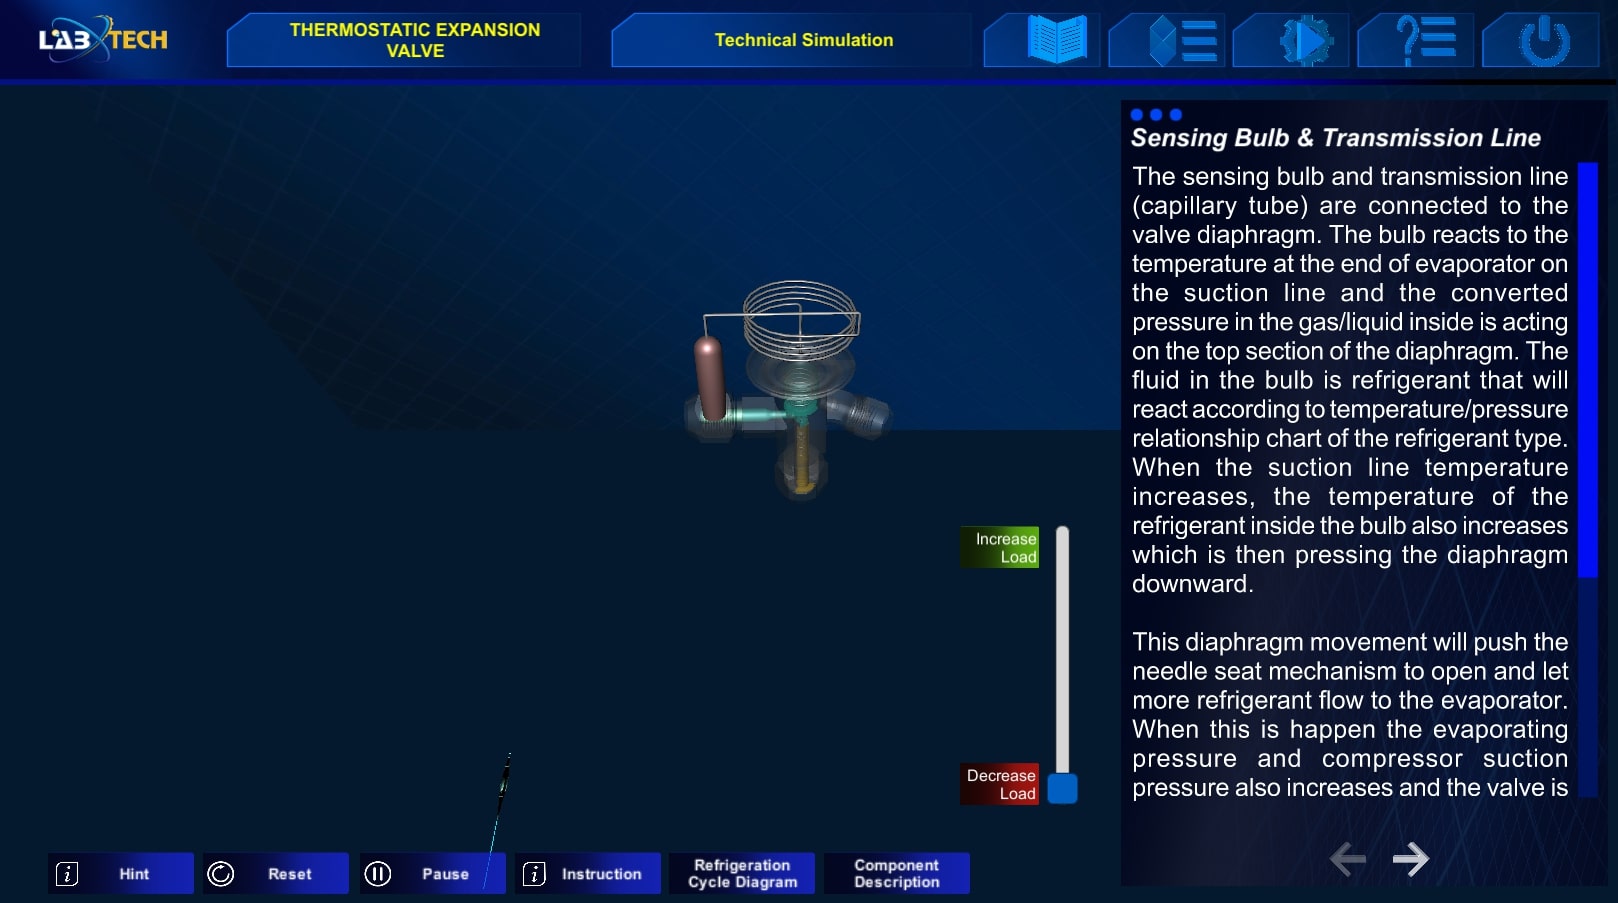 LABTECH
THERMOSTATIC EXPANSION
VALVE
Technical Simulation
Sensing Bulb & Transmission Line
The sensing bulb and transmission line
(capillary tube) are connected to the
valve diaphragm. The bulb reacts to the
temperature at the end of evaporator on
the suction line and the converted
pressure in the gas/liquid inside is acting
on the top section of the diaphragm. The
fluid in the bulb is refrigerant that will
react according to temperature/pressure
relationship chart of the refrigerant type.
When the suction line temperature
increases, the temperature of the
refrigerant inside the bulb also increases
which is then pressing the diaphragm
downward.
This diaphragm movement will push the
needle seat mechanism to open and let
more refrigerant flow to the evaporator.
When this is happen the evaporating
pressure and compressor suction
pressure also increases and the valve is
Increase
Load
Decrease
Load
Hint
Reset
Pause
Instruction
Refrigeration
Cycle Diagram
Component
Description